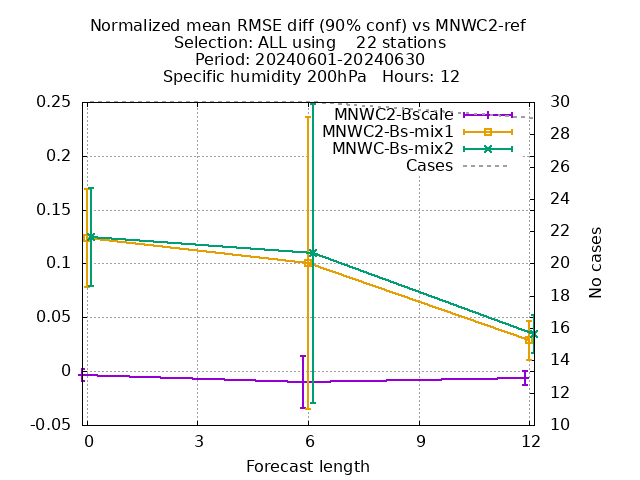 Normalized mean RMSE diff (90% conf) vs MNWC2-ref
Selection: ALL using    22 stations
Period: 20240601-20240630
Specific humidity 200hPa   Hours: 12
MNWC2-Bscale
MNWC2-Bs-mix1
MNWC-Bs-mix2
Cases
0.25
0.2
0.15
0.1
0.05
0
-0.05
30
28
26
24
22
20
18
16
14
12
10
No cases
0 3 6 9 12
Forecast length